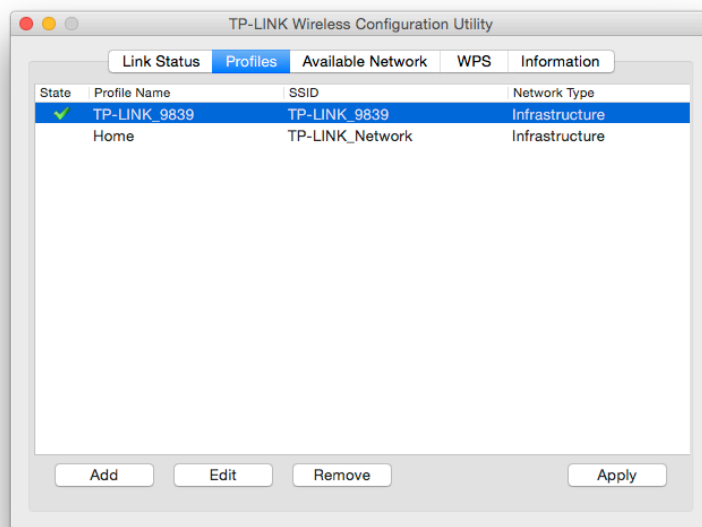 TP-LINK Wireless Configuration Utility
Link Status Profiles Available Network WPS Information
State Profile Name SSID Network Type
TP-LINK_9839 TP-LINK_9839 Infrastructure
Home TP-LINK_Network Infrastructure
Add Edit Remove Apply